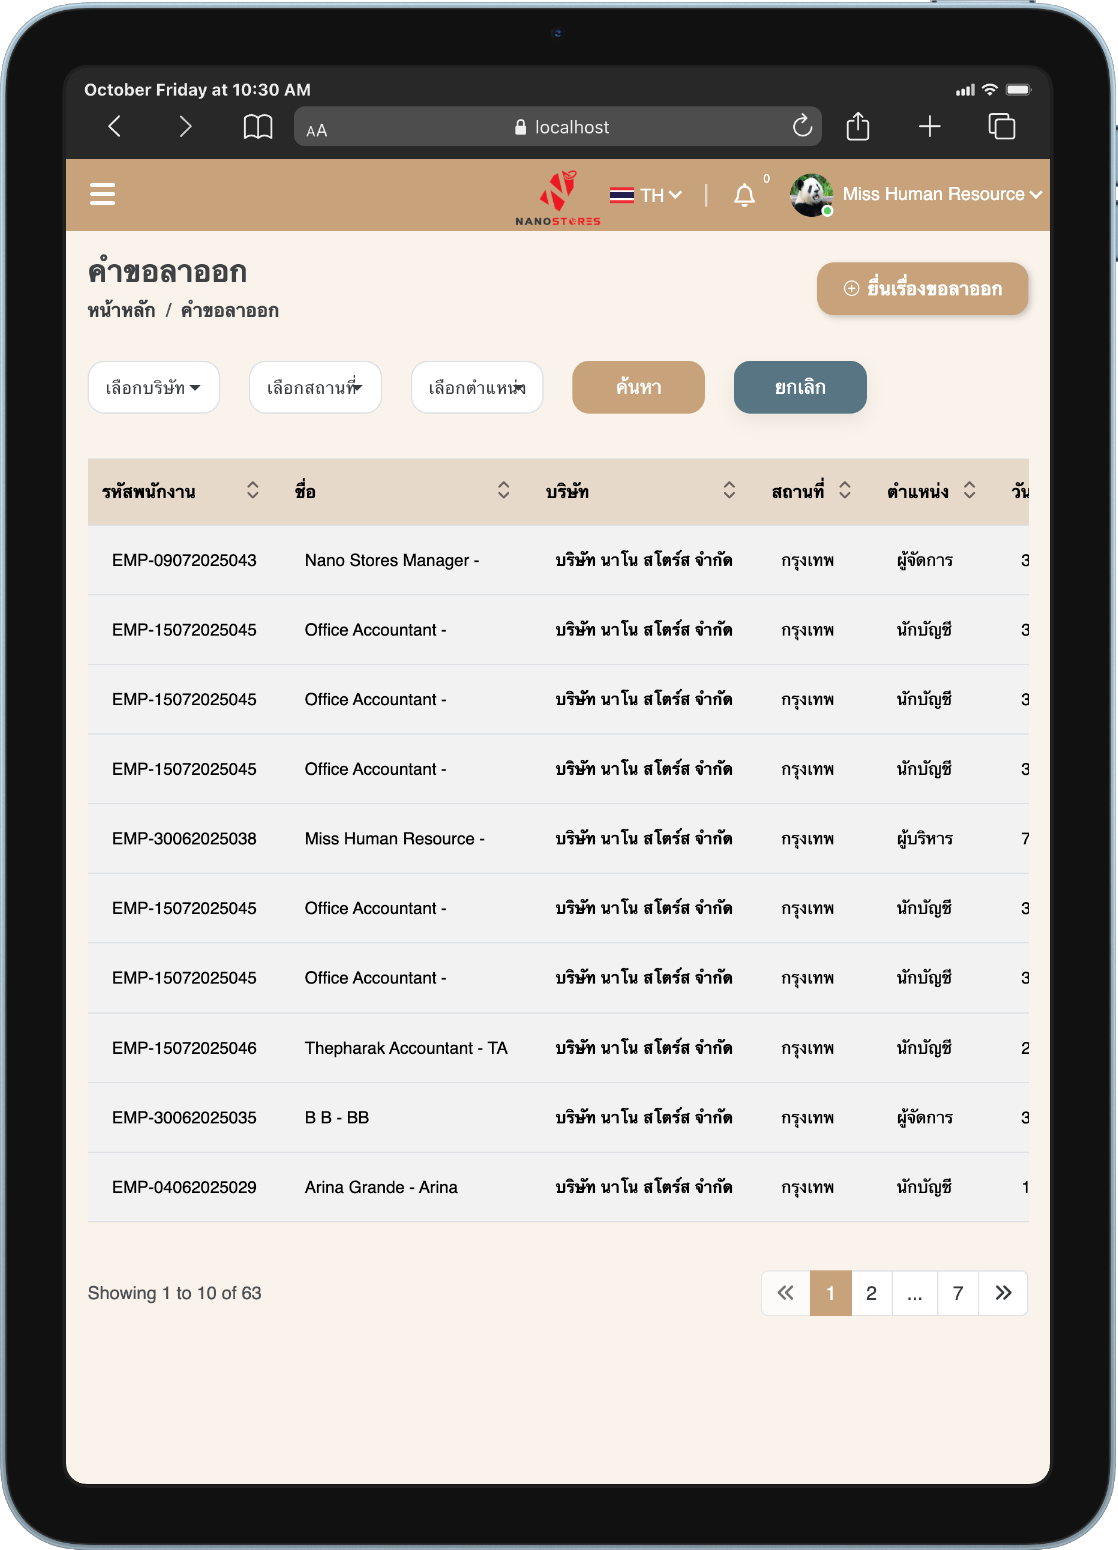 October Friday at 10:30 AM
AA localhost
NANOSTORES
TH | 0 Miss Human Resource
คำขอลาออก
หน้าหลัก / คำขอลาออก
ยื่นเรื่องขอลาออก
เลือกบริษัท เลือกสถานที่ เลือกตำแหน่ง ค้นหา ยกเลิก
รหัสพนักงาน ชื่อ บริษัท สถานที่ ตำแหน่ง วัน
EMP-09072025043 Nano Stores Manager - บริษัท นาโน สโตร์ส จำกัด กรุงเทพ ผู้จัดการ 3
EMP-15072025045 Office Accountant - บริษัท นาโน สโตร์ส จำกัด กรุงเทพ นักบัญชี 3
EMP-15072025045 Office Accountant - บริษัท นาโน สโตร์ส จำกัด กรุงเทพ นักบัญชี 3
EMP-15072025045 Office Accountant - บริษัท นาโน สโตร์ส จำกัด กรุงเทพ นักบัญชี 3
EMP-30062025038 Miss Human Resource - บริษัท นาโน สโตร์ส จำกัด กรุงเทพ ผู้บริหาร 7
EMP-15072025045 Office Accountant - บริษัท นาโน สโตร์ส จำกัด กรุงเทพ นักบัญชี 3
EMP-15072025045 Office Accountant - บริษัท นาโน สโตร์ส จำกัด กรุงเทพ นักบัญชี 3
EMP-15072025046 Thepharak Accountant - TA บริษัท นาโน สโตร์ส จำกัด กรุงเทพ นักบัญชี 2
EMP-30062025035 B B - BB บริษัท นาโน สโตร์ส จำกัด กรุงเทพ ผู้จัดการ 3
EMP-04062025029 Arina Grande - Arina บริษัท นาโน สโตร์ส จำกัด กรุงเทพ นักบัญชี 1
Showing 1 to 10 of 63 « 1 2 ... 7 »